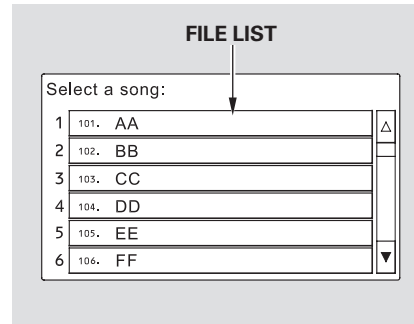 FILE LIST
Select a song:
1 101. AA
2 102. BB
3 103. CC
4 104. DD
5 105. EE
6 106. FF